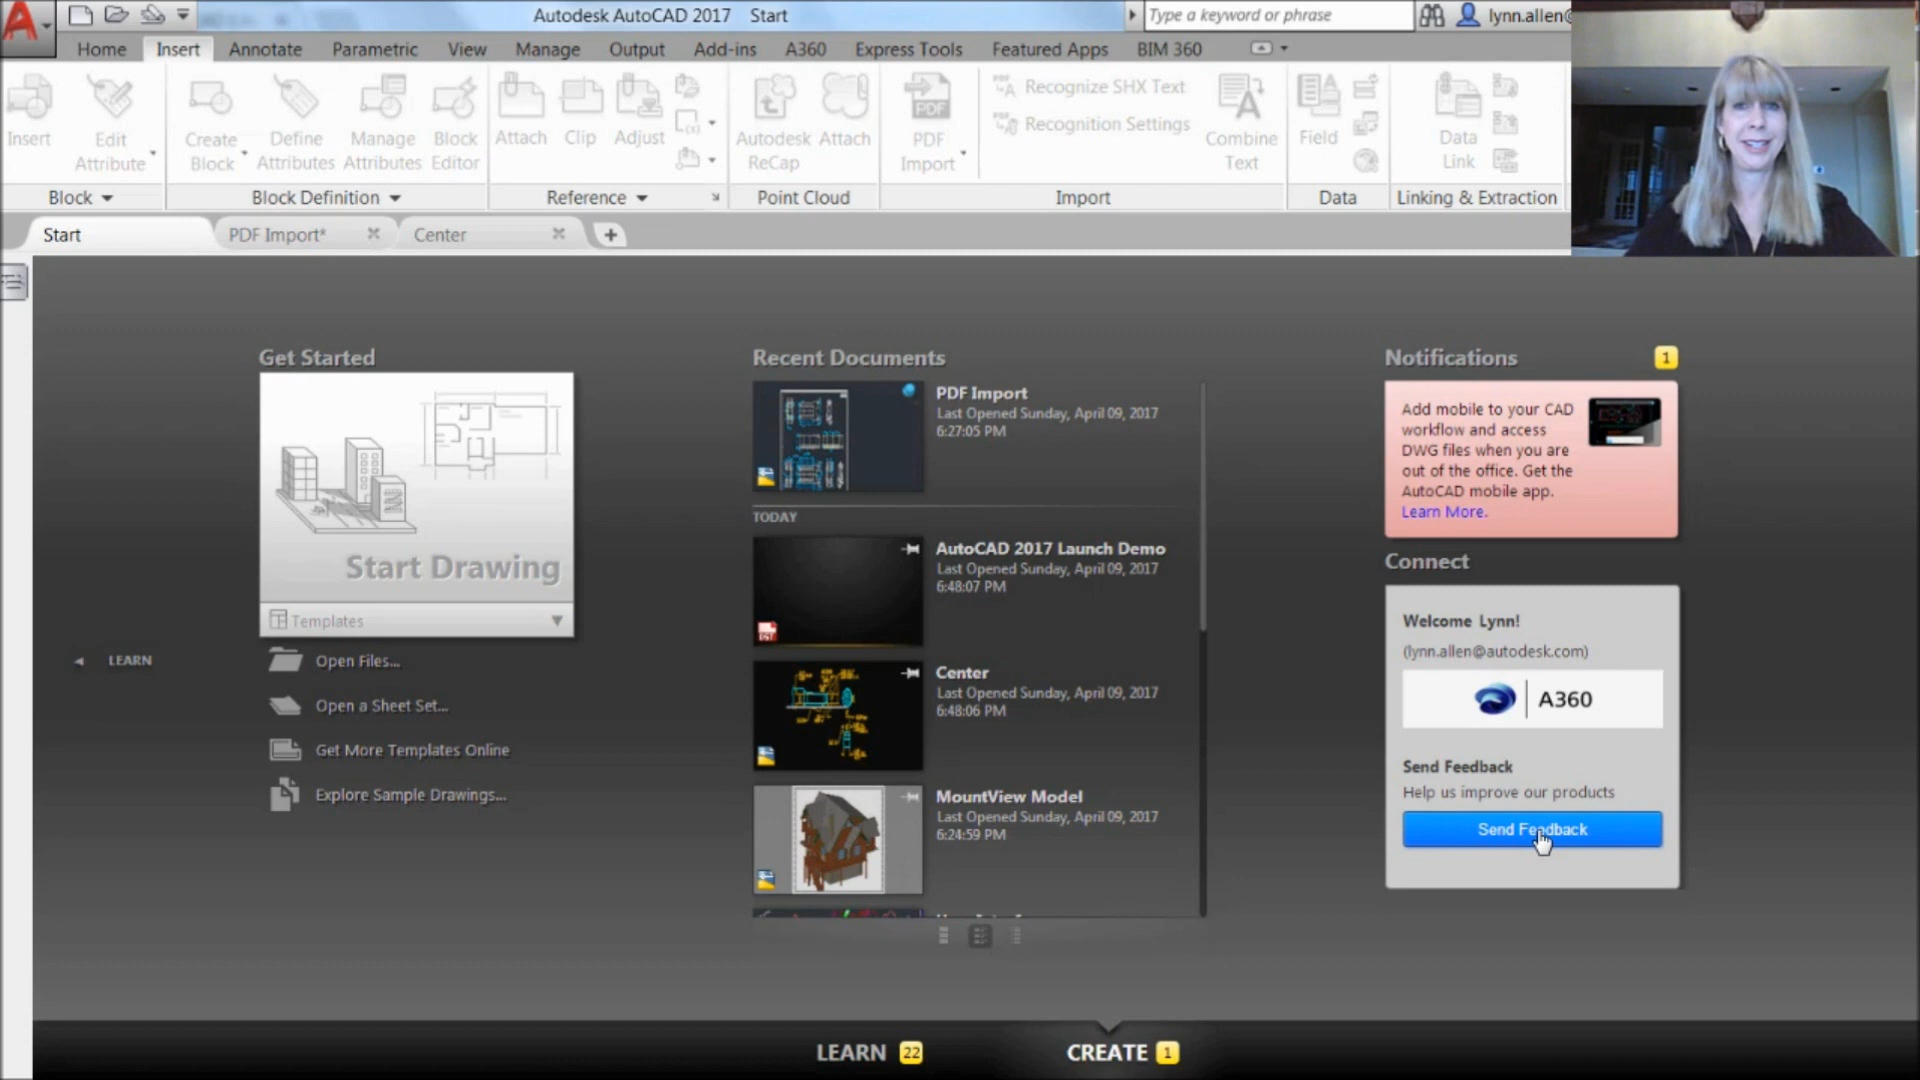 Autodesk AutoCAD 2017 Start
Type a keyword or phrase
lynn.allen@
Home Insert Annotate Parametric View Manage Output Add-ins A360 Express Tools Featured Apps BIM 360
Insert
Edit
Attribute
Create
Block
Define
Attributes
Manage
Attributes
Block
Editor
Attach
Clip
Adjust
Autodesk
ReCap
Attach
PDF
PDF
Import
Recognize SHX Text
Recognition Settings
Combine
Text
Field
Data
Link
Block
Block Definition
Reference
Point Cloud
Import
Data
Linking & Extraction
Start
PDF Import*
Center
Get Started
Start Drawing
Templates
Open Files...
Open a Sheet Set...
Get More Templates Online
Explore Sample Drawings...
LEARN
Recent Documents
PDF Import
Last Opened Sunday, April 09, 2017
6:27:05 PM
TODAY
AutoCAD 2017 Launch Demo
Last Opened Sunday, April 09, 2017
6:48:07 PM
DST
Center
Last Opened Sunday, April 09, 2017
6:48:06 PM
MountView Model
Last Opened Sunday, April 09, 2017
6:24:59 PM
Notifications 1
Add mobile to your CAD
workflow and access
DWG files when you are
out of the office. Get the
AutoCAD mobile app.
Learn More.
Connect
Welcome Lynn!
(lynn.allen@autodesk.com)
A360
Send Feedback
Help us improve our products
Send Feedback
LEARN 22
CREATE 1